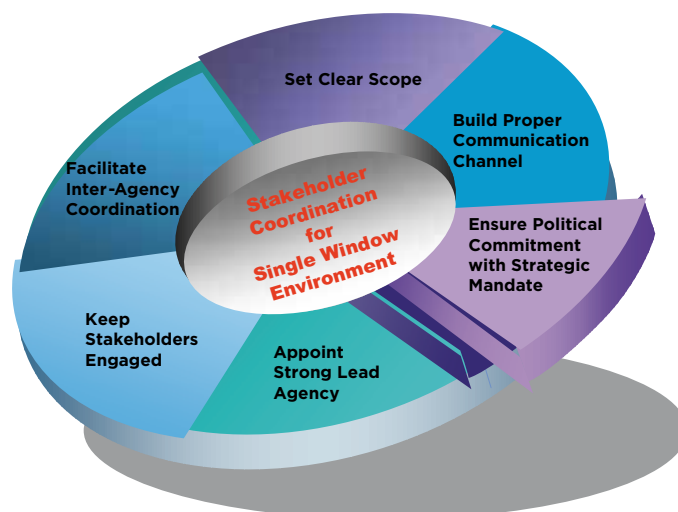 Set Clear Scope
Build Proper
Communication
Channel
Ensure Political
Commitment
with Strategic
Mandate
Appoint
Strong Lead
Agency
Keep
Stakeholders
Engaged
Facilitate
Inter-Agency
Coordination
Stakeholder
Coordination
for
Single Window
Environment